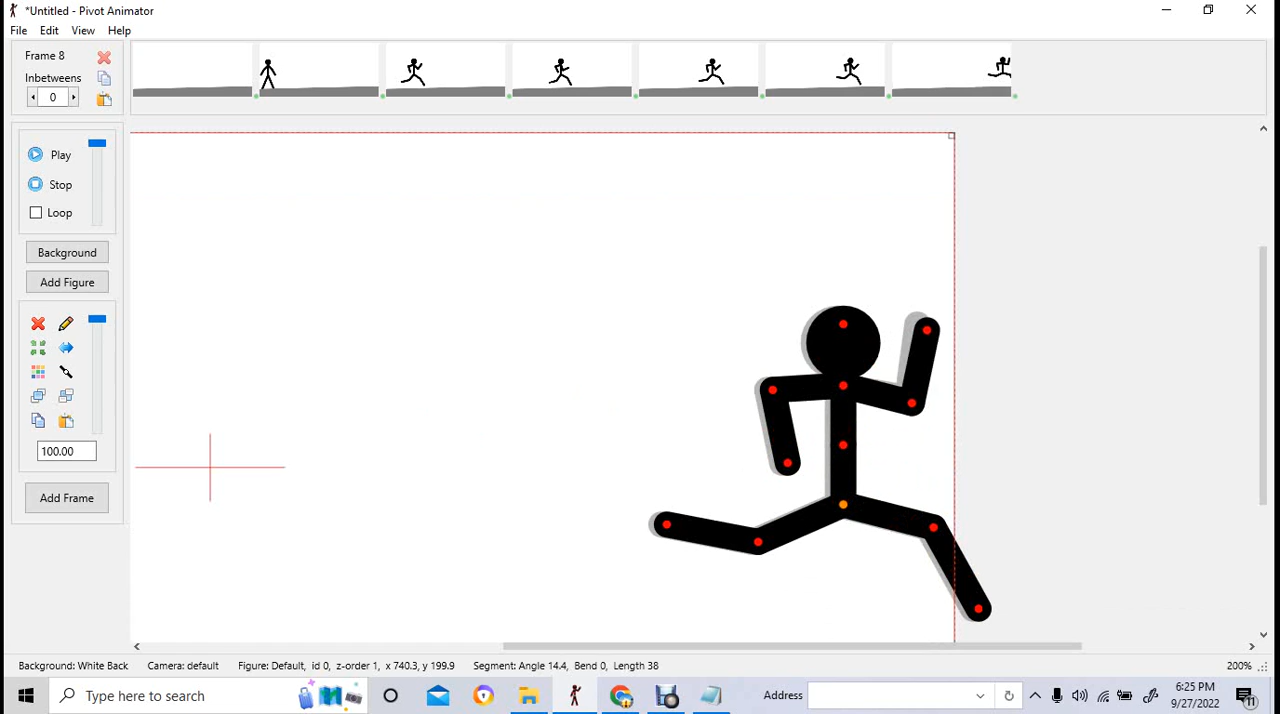 *Untitled - Pivot Animator
File Edit View Help
Frame 8
Inbetweens
0
Play
Stop
Loop
Background
Add Figure
100.00
Add Frame
Background: White Back Camera: default Figure: Default, id 0, z-order 1, x 740.3, y 199.9 Segment: Angle 14.4, Bend 0, Length 38 200%
Type here to search Address 6:25 PM
9/27/2022 11